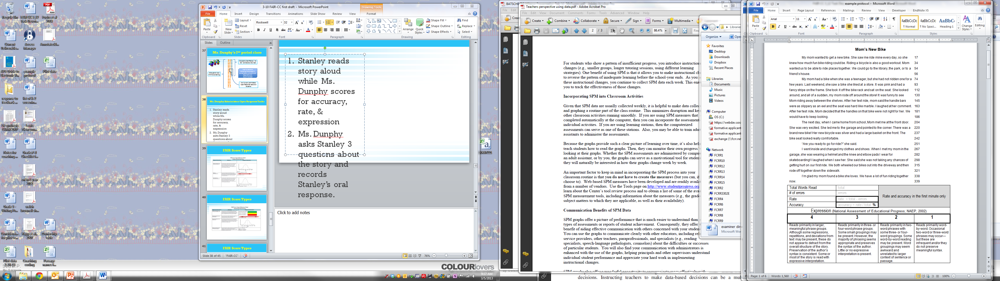 Recycle Bin
FAIR CC 3-12 Task Descr...
Fuchs et al 2004
Current Deliverable...
Access Manager
AnnotatedB...
APA Guide to Electronic R...
example protocol
Pilot data
response to feedback ...
list of K-2 screenin...
Lit synthesis CBMR 2007
Lewis Newcom...
Notes for coaching ...
Grades7-8 Checklist f...
orf in 1 year 2012
Grade 3 - Writing Pr...
welch brownell sh...
Considerat... for pilot te...
Rapp et al, 2007
Ownership table
Pilot data 2.28.13
Coaching coding
Passage name f...
3-10 FAIR-CC first draft - Microsoft PowerPoint
Drawing Tools
File Home Insert Design Transitions Animations Slide Show Review View Format
Paste
New Slide
Layout
Reset
Section
Rockwell 32
Arrange
Quick Styles
Shape Fill
Shape Outline
Shape Effects
Find
Replace
Select
Clipboard Slides Font Paragraph Drawing Editing
Slides Outline
37
Ms. Dunphy's 2nd period class
38
Ms. Dunphy Administers Open Response Tasks
1. Stanley reads
story aloud
while Ms.
Dunphy scores
for accuracy,
rate, &
expression
2. Ms. Dunphy
asks Stanley 3
questions about
39
FAIR Score Types
40
FAIR Score Types
41
FAIR Score Types
1. Stanley reads
story aloud
while Ms.
Dunphy scores
for accuracy,
rate, &
expression
2. Ms. Dunphy
asks Stanley 3
questions about
the story and
records
Stanley's oral
response.
Click to add notes
Slide 38 of 45 "FAIR-CC" 76%
COLOURlovers
9:17 AM
3/5/2013
Teachers perspective using data.pdf - Adobe Acrobat Pro
File Edit View Document Comments Forms Tools Advanced Window Help
Create Combine Collaborate Secure Sign Forms Multimedia
2 / 3 86.4% Find
For students who show a pattern of insufficient progress, you introduce instruction
changes (e.g., smaller groups, longer tutoring sessions, using different learning
strategies). One benefit of using SPM is that it allows you to make instructional ch
to reverse the pattern of inadequate learning before the school-year ends. As you
these instructional changes, you continue to collect SPM data each week. This ena
you to track the effectiveness of those changes.
Incorporating SPM into Classroom Activities
Given that SPM data are usually collected weekly, it is helpful to make data collec
and graphing a routine part of the class routine. This minimizes disruption and ke
other classroom activities running smoothly. If you are using SPM measures that
completed automatically at the computer, then you can incorporate the assessment
individual activities. If you are using learning stations, then the computerized
assessments can serve as one of these stations. Also, you may be able to train adu
assistants to administer the assessments.
Because the graphs provide such a clear picture of learning over time, it's also hel
teach students how to read the graphs. Then, they can monitor their own progress
looking at their graphs. Whether the SPM assessments are administered by compu
an adult assistant, or by you, the graphs can serve as a motivational tool for studen
they will naturally be interested in how their graphs change week by week.
An important factor to keep in mind in incorporating the SPM process into your
classroom routine is that you do not have to create the measures (but you can, if
choose to). Web-based SPM measures have been developed and are readily availa
from a number of vendors. Use the Tools page on http://www.studentprogress.org
learn about the Center's tool review process and to obtain a list of some of the ava
SPM measurement tools, including information about the measures (e.g., the grade
subject matters to which they are applicable, as well as their availability).
Communication Benefits of SPM Data
SPM graphs offer a picture of performance that is much easier to understand than
types of assessments or reports of student achievement. Consequently, they offer
benefit of aiding effective communication with others concerned with your studen
You can use the graphs to communicate clearly with other educators, including rel
service providers, other teachers, paraprofessionals, and specialists (e.g., reading
specialists, speech-language pathologists, counselors) about the difficulties or successes
of particular students. You will also find your communication with administrators is
enhanced with the use of the graphs, helping principals and other supervisors understand
individual student performance and appreciate your hard work in implementing
instructional changes.
decisions. Instructing teachers to make data-based decisions can be a mul
Libraries
Organize Ope
Favorites
Desktop
Downloads
Dropbox
Recent Places
Libraries
Documents
Music
Pictures
Videos
Computer
OS (C:)
https://webdav.sos
formative applicant
formative applicant
exchange (\\fcrr.ne
Network
FCRR1
FCRR10
FCRR12
FCRR13
FCRR14
FCRR15
FCRR2
FCRR3302E
FCRR4
FCRR6
FCRR7
FCRR8
FCRR9
examiner dir
Microsoft Wor
example protocol - Microsoft Word
File Home Insert Page Layout References Mailings Review View Developer EndNote X5
Paste
Arial 11
AaBbCcDc AaBbCcDc AaBbCc
Normal No Spaci... Heading 1
Change Styles
Editing
Clipboard Font Paragraph Styles
Mom's New Bike
My mom wanted to get a new bike. She saw me ride mine every day, so she 17
knew how much fun bike riding could be. Riding a bicycle is also a good workout. Mom 34
wanted us to be able to ride places together. We could go to the library, the park, or to a 54
friend's house. 56
My mom had a bike when she was a teenager, but she had not ridden one for a 74
few years. Last weekend, she saw a bike she liked at a store. It was pink and had a 93
fancy stripe on the frame. She took it off the bike rack and sat on the seat. She looked 112
around, and all of a sudden, my mom rode off around the store! It was funny to see 130
Mom riding away between the shelves. After her test ride, mom said the handle bars 145
were as slippery as an eel and the seat was hard like marble. I laughed at her comment. 163
After her test ride, Mom decided that the handles on that bike were not right for her. We 181
would have to keep looking. 186
The next day, when I came home from school, Mom met me at the front door. 204
She was very excited. She led me to the garage and pointed to the corner. There was a 220
brand new bike! Her new bicycle was silver and had a large basket on the front. The 237
bike seat looked really comfortable. 242
"Are you ready to go for ride?" she said. 251
I went inside and changed my clothes and shoes. When I met my mom in the 267
garage, she was wearing a helmet and the knee and elbow pads I wear for 282
skateboarding! I laughed when I saw her. She said she was not taking any chances of 298
getting hurt on our first ride. We both wheeled our bikes out into the driveway and then 315
rode off together down the sidewalk. 321
I'm glad my mom found a bike she loves. We have a lot of fun riding together 338
now. 339
Total Words Read total
# of errors errors
Rate rate = total - errors
Accuracy accuracy = rate / total %
Rate and accuracy in the first minute only
Expression (National Assessment of Educational Progress; NAEP, 2002)
4 3 2 1
Reads primarily in larger,
meaningful phrase groups.
Although some regressions,
repetitions, and deviations from
text may be present, these do
not appear to detract from the
overall structure of the story.
Preservation of the author's
syntax is consistent. Some or
most of the story is read with
expressive interpretation.
Reads primarily in three- or
four-word phrase groups.
Some small groupings may
be present. However, the
majority of phrasing seems
appropriate and preserves
the syntax of the author.
Little or no expressive
interpretation is present.
Reads primarily in two-
word phrases with
some three- or four-
word groupings. Some
word-by-word reading
may be present. Word
groupings may seem
awkward and
unrelated to larger
context of sentence or
passage.
Reads primarily word-
by-word. Occasional
two-word or three-word
phrases may occur—
but these are
infrequent and/or they
do not preserve
meaningful syntax.
Page: 1 of 6 Words: 1,560 100%